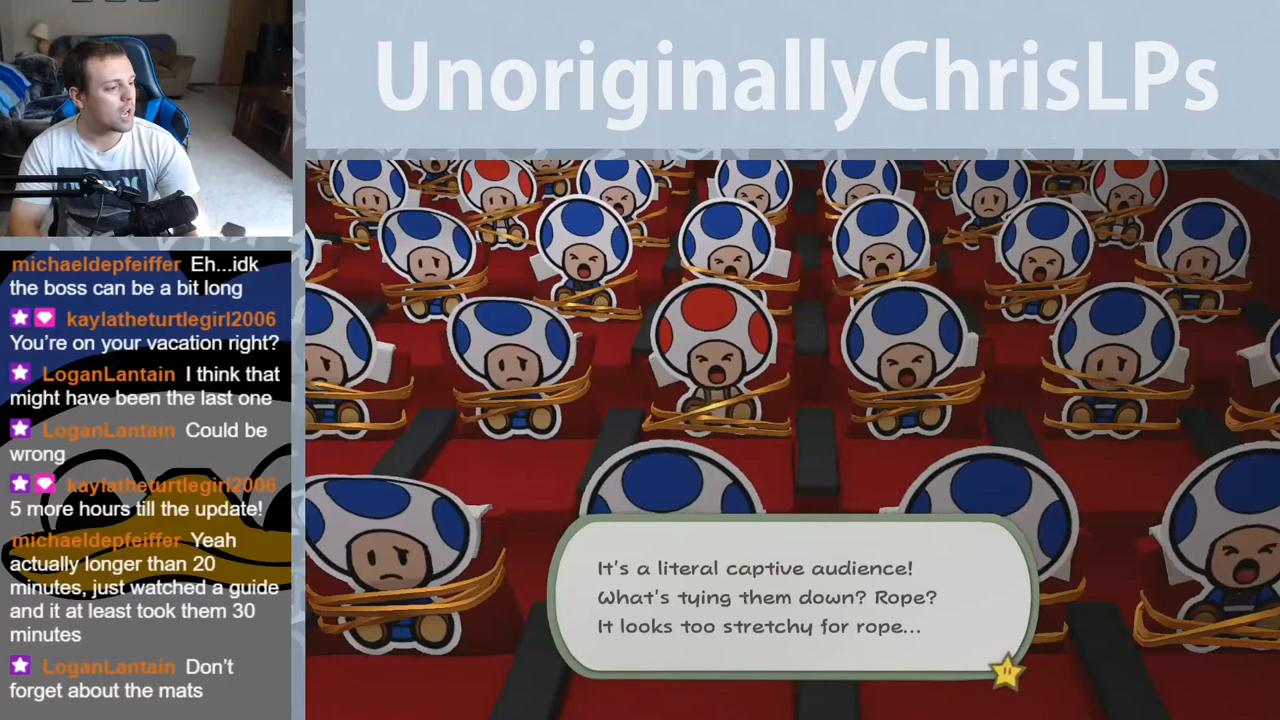 UnoriginallyChrisLPs
michaeldepfeiffer Eh...idk
the boss can be a bit long
kaylatheturtlegirl2006
You're on your vacation right?
LoganLantain I think that
might have been the last one
LoganLantain Could be
wrong
kaylatheturtlegirl2006
5 more hours till the update!
michaeldepfeiffer Yeah
actually longer than 20
minutes, just watched a guide
and it at least took them 30
minutes
LoganLantain Don't
forget about the mats
It's a literal captive audience!
What's tying them down? Rope?
It looks too stretchy for rope...